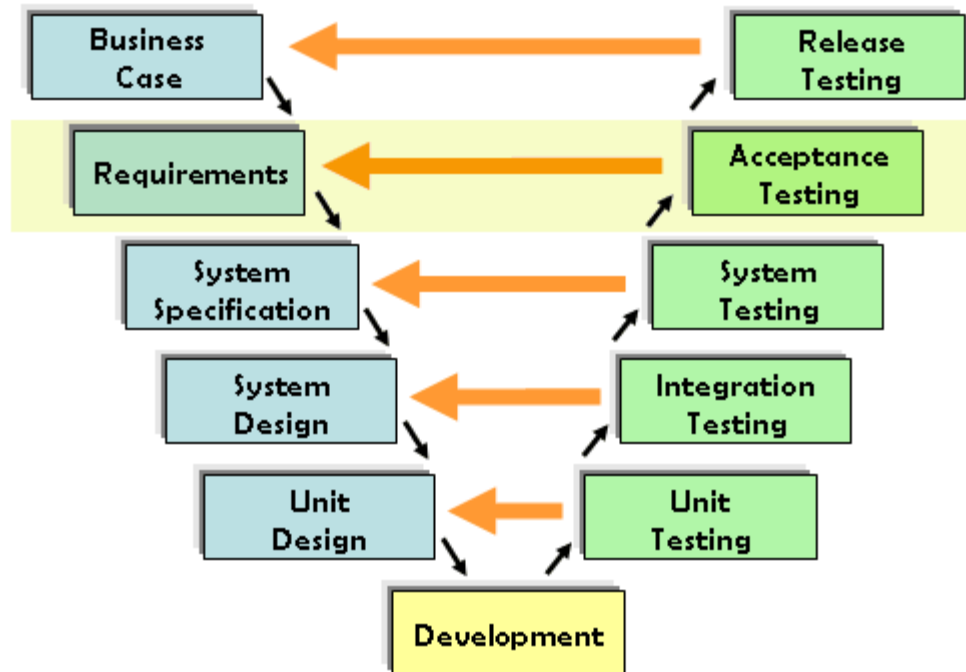 Business
Case
Release
Testing
Requirements
Acceptance
Testing
System
Specification
System
Testing
System
Design
Integration
Testing
Unit
Design
Unit
Testing
Development